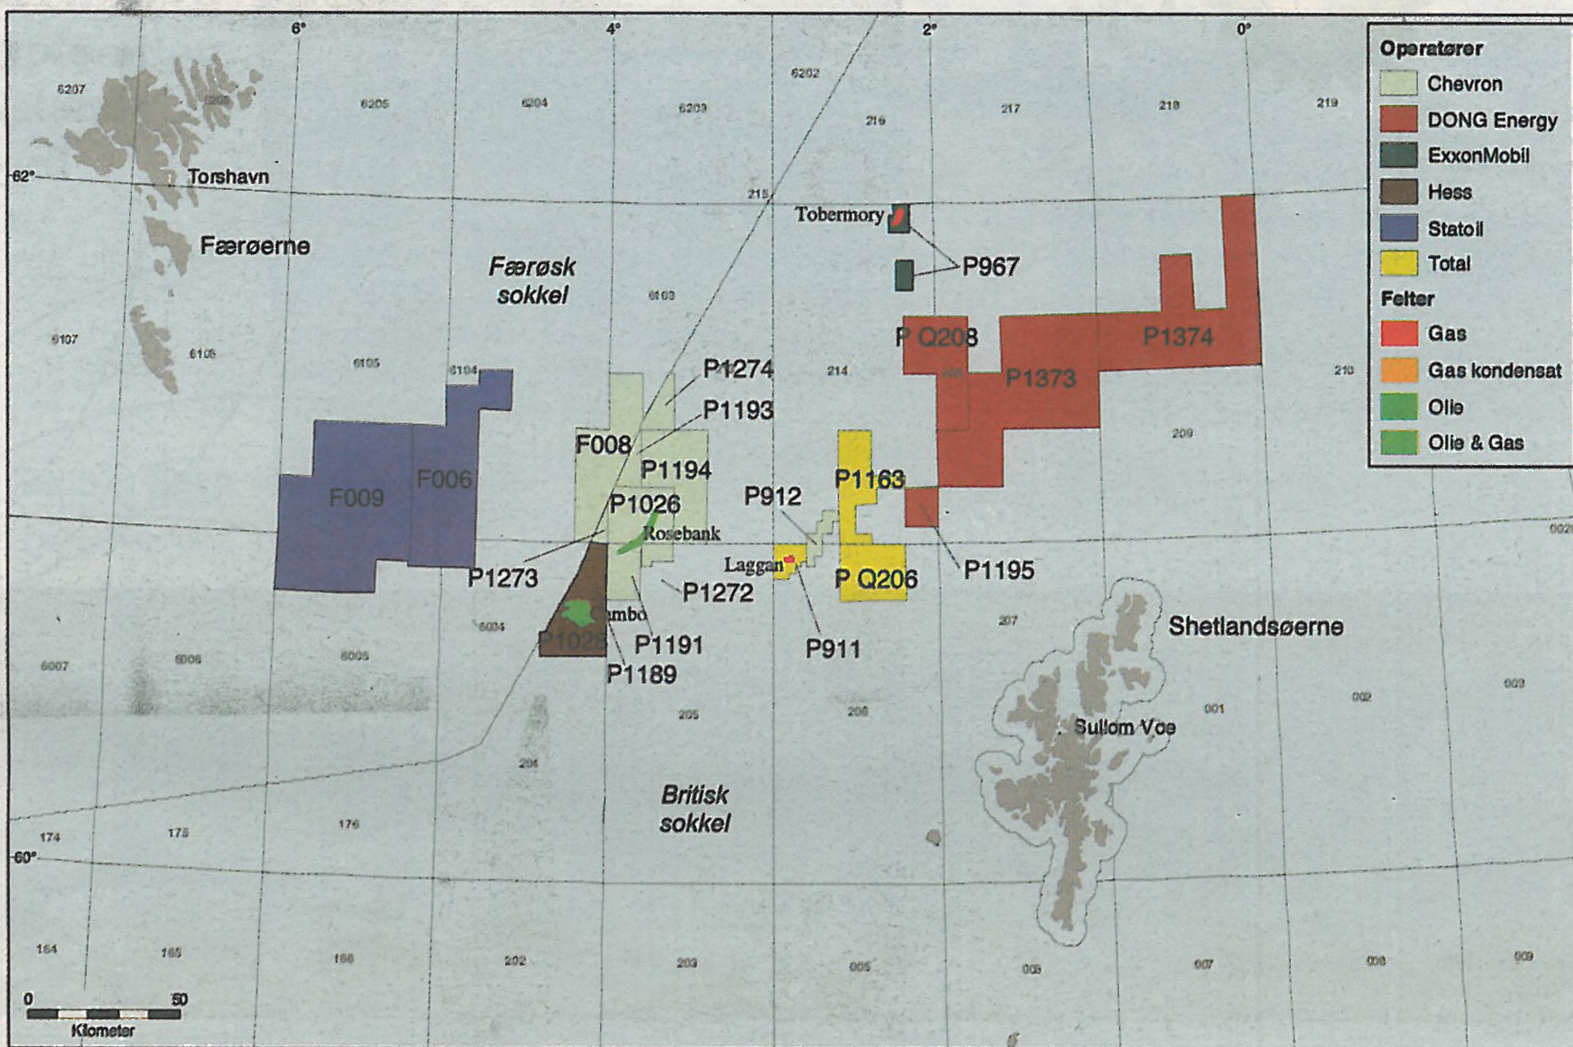 6°
4°
2°
0°
6207
6205
6204
6203
6202
216
217
218
219
Torshavn
62°
Færøerne
215
Tobermory
P967
Færøsk
sokkel
6103
6107
6105
6105
6104
214
210
P Q208
P1373
P1374
P1274
P1193
F008
P1194
F006
F009
P1026
Rosebank
P912
P1163
209
P1195
Laggan
P Q206
P1273
P1272
Cambo
P1191
P911
P1189
6004
6007
6006
6005
207
Shetlandsøerne
205
206
001
002
003
Sullom Voe
204
Britisk
sokkel
174
175
176
60°
164
165
166
202
203
005
007
009
0
50
Kilometer
Operatører
Chevron
DONG Energy
ExxonMobil
Hess
Statoil
Total
Felter
Gas
Gas kondensat
Olie
Olie & Gas